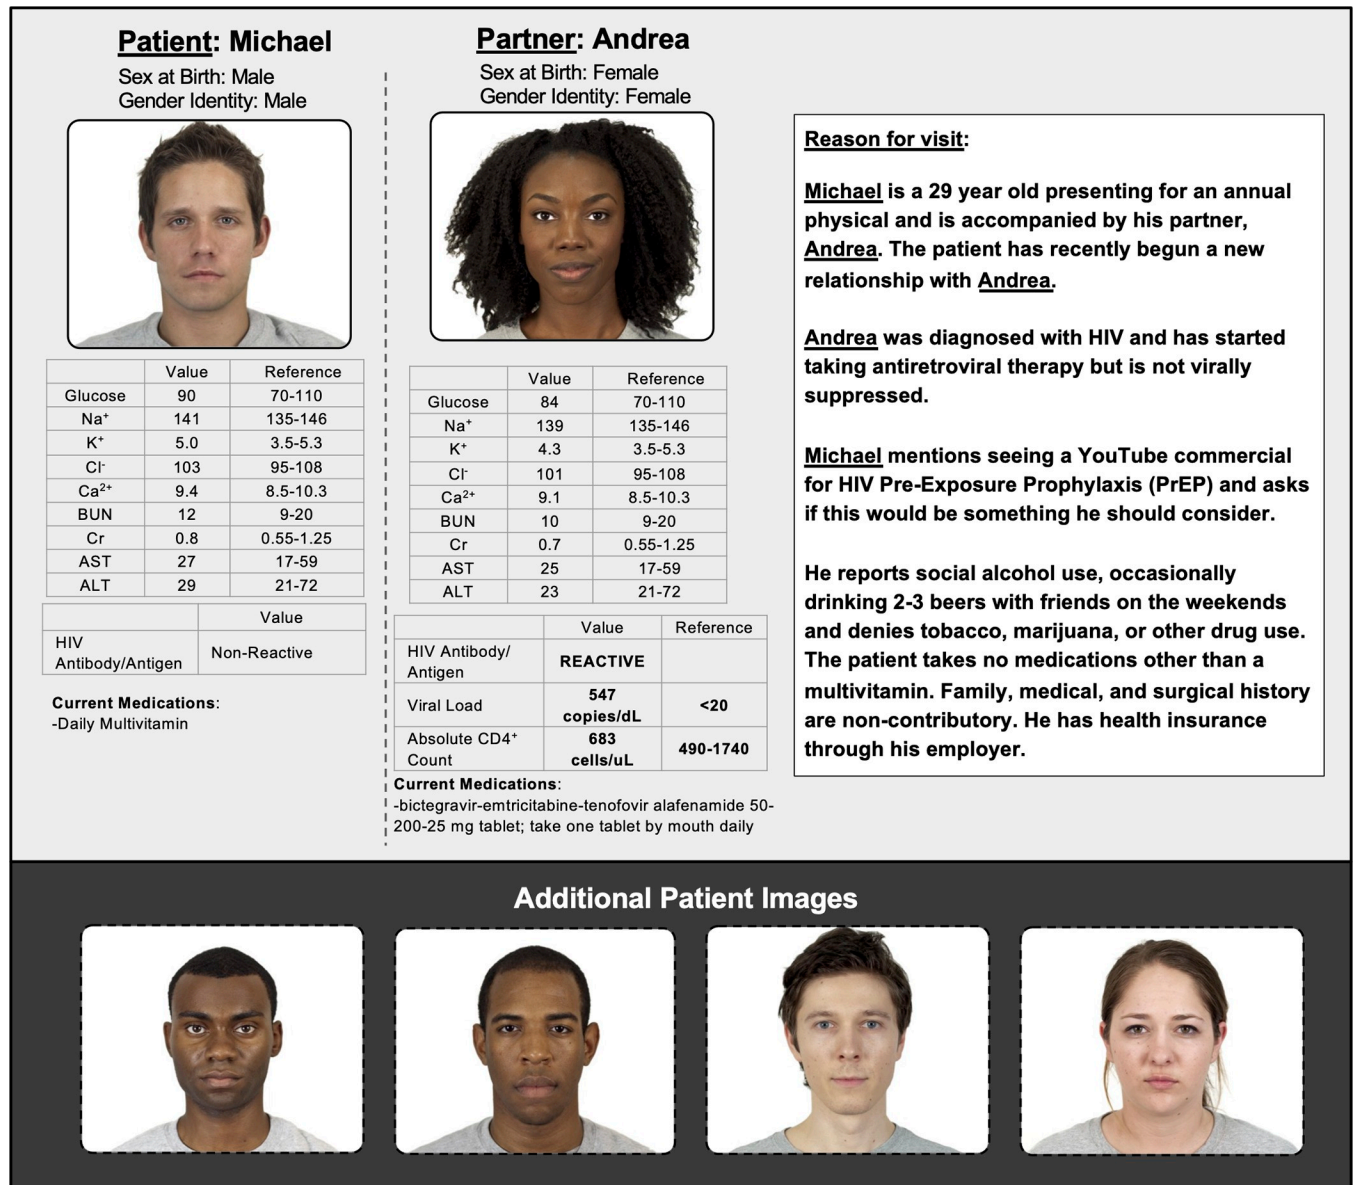 Patient: Michael
Sex at Birth: Male
Gender Identity: Male
Value Reference
Glucose 90 70-110
Na⁺ 141 135-146
K⁺ 5.0 3.5-5.3
Cl⁻ 103 95-108
Ca²⁺ 9.4 8.5-10.3
BUN 12 9-20
Cr 0.8 0.55-1.25
AST 27 17-59
ALT 29 21-72
Value
HIV
Antibody/Antigen Non-Reactive
Current Medications:
-Daily Multivitamin
Partner: Andrea
Sex at Birth: Female
Gender Identity: Female
Value Reference
Glucose 84 70-110
Na⁺ 139 135-146
K⁺ 4.3 3.5-5.3
Cl⁻ 101 95-108
Ca²⁺ 9.1 8.5-10.3
BUN 10 9-20
Cr 0.7 0.55-1.25
AST 25 17-59
ALT 23 21-72
Value Reference
HIV Antibody/
Antigen REACTIVE
Viral Load 547
copies/dL <20
Absolute CD4⁺
Count 683
cells/uL 490-1740
Current Medications:
-bictegravir-emtricitabine-tenofovir alafenamide 50-
200-25 mg tablet; take one tablet by mouth daily
Reason for visit:
Michael is a 29 year old presenting for an annual
physical and is accompanied by his partner,
Andrea. The patient has recently begun a new
relationship with Andrea.
Andrea was diagnosed with HIV and has started
taking antiretroviral therapy but is not virally
suppressed.
Michael mentions seeing a YouTube commercial
for HIV Pre-Exposure Prophylaxis (PrEP) and asks
if this would be something he should consider.
He reports social alcohol use, occasionally
drinking 2-3 beers with friends on the weekends
and denies tobacco, marijuana, or other drug use.
The patient takes no medications other than a
multivitamin. Family, medical, and surgical history
are non-contributory. He has health insurance
through his employer.
Additional Patient Images